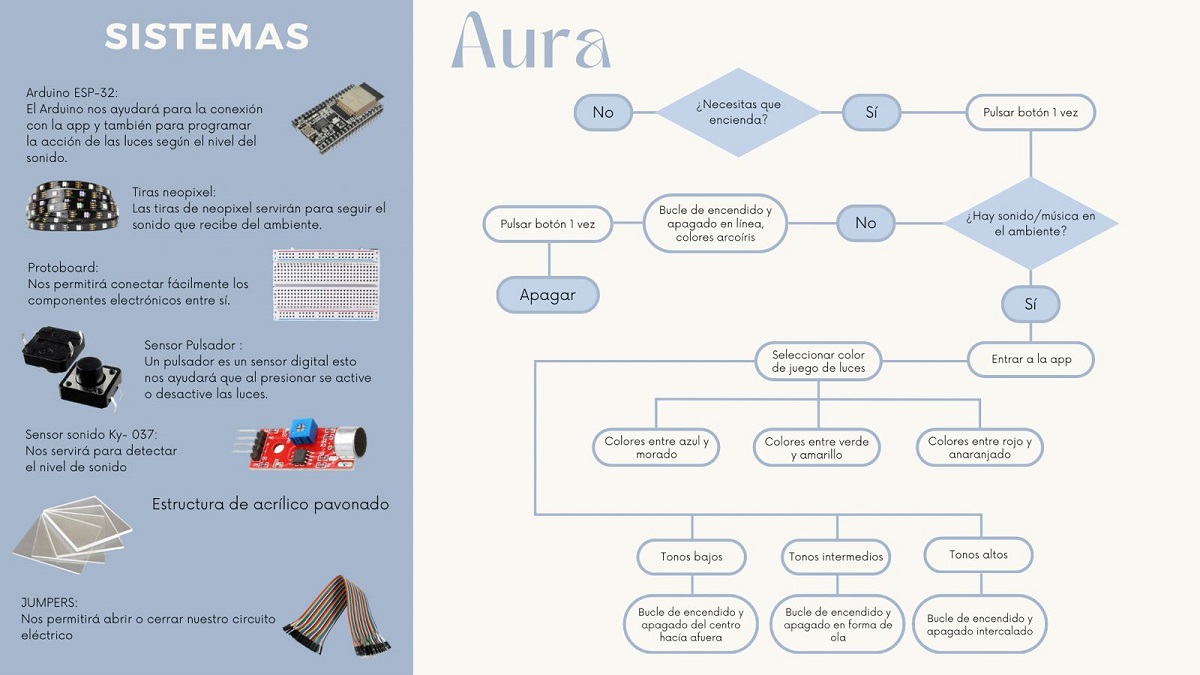 SISTEMAS
Arduino ESP-32:
El Arduino nos ayudará para la conexión
con la app y también para programar
la acción de las luces según el nivel del
sonido.
Tiras neopixel:
Las tiras de neopixel servirán para seguir el
sonido que recibe del ambiente.
Protoboard:
Nos permitirá conectar fácilmente los
componentes electrónicos entre sí.
Sensor Pulsador :
Un pulsador es un sensor digital esto
nos ayudará que al presionar se active
o desactive las luces.
Sensor sonido Ky- 037:
Nos servirá para detectar
el nivel de sonido
Estructura de acrílico pavonado
JUMPERS:
Nos permitirá abrir o cerrar nuestro circuito
eléctrico
Aura
No
¿Necesitas que
encienda?
Sí
Pulsar botón 1 vez
Pulsar botón 1 vez
Bucle de encendido y
apagado en línea,
colores arcoíris
No
¿Hay sonido/música en
el ambiente?
Apagar
Sí
Seleccionar color
de juego de luces
Entrar a la app
Colores entre azul y
morado
Colores entre verde
y amarillo
Colores entre rojo y
anaranjado
Tonos bajos
Tonos intermedios
Tonos altos
Bucle de encendido y
apagado del centro
hacía afuera
Bucle de encendido y
apagado en forma de
ola
Bucle de encendido y
apagado intercalado